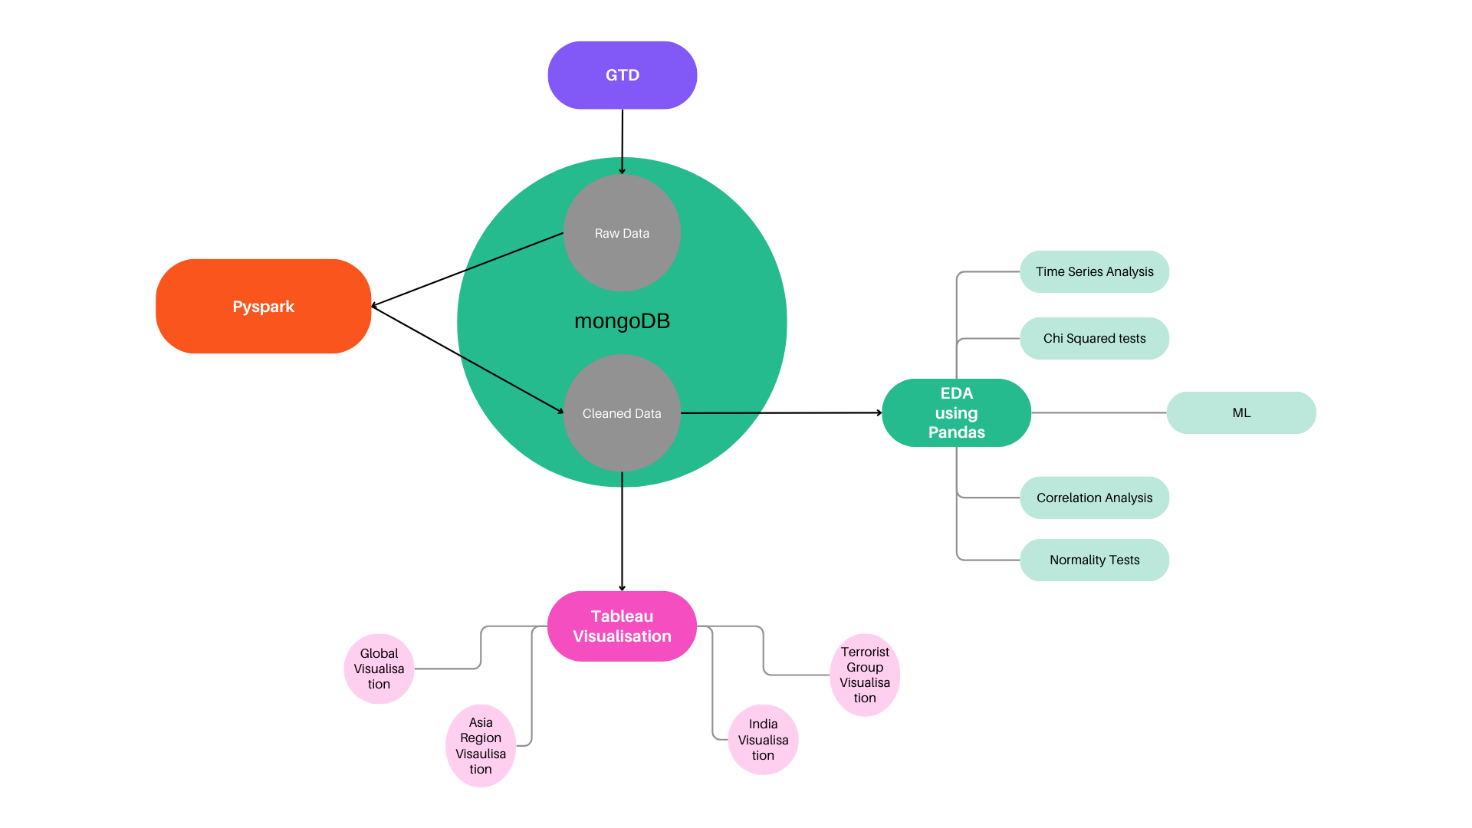 GTD
Raw Data
Pyspark
mongoDB
Cleaned Data
Time Series Analysis
Chi Squared tests
EDA
using
Pandas
ML
Correlation Analysis
Normality Tests
Tableau
Visualisation
Global
Visualisa
tion
Asia
Region
Visaulisa
tion
India
Visualisa
tion
Terrorist
Group
Visualisa
tion